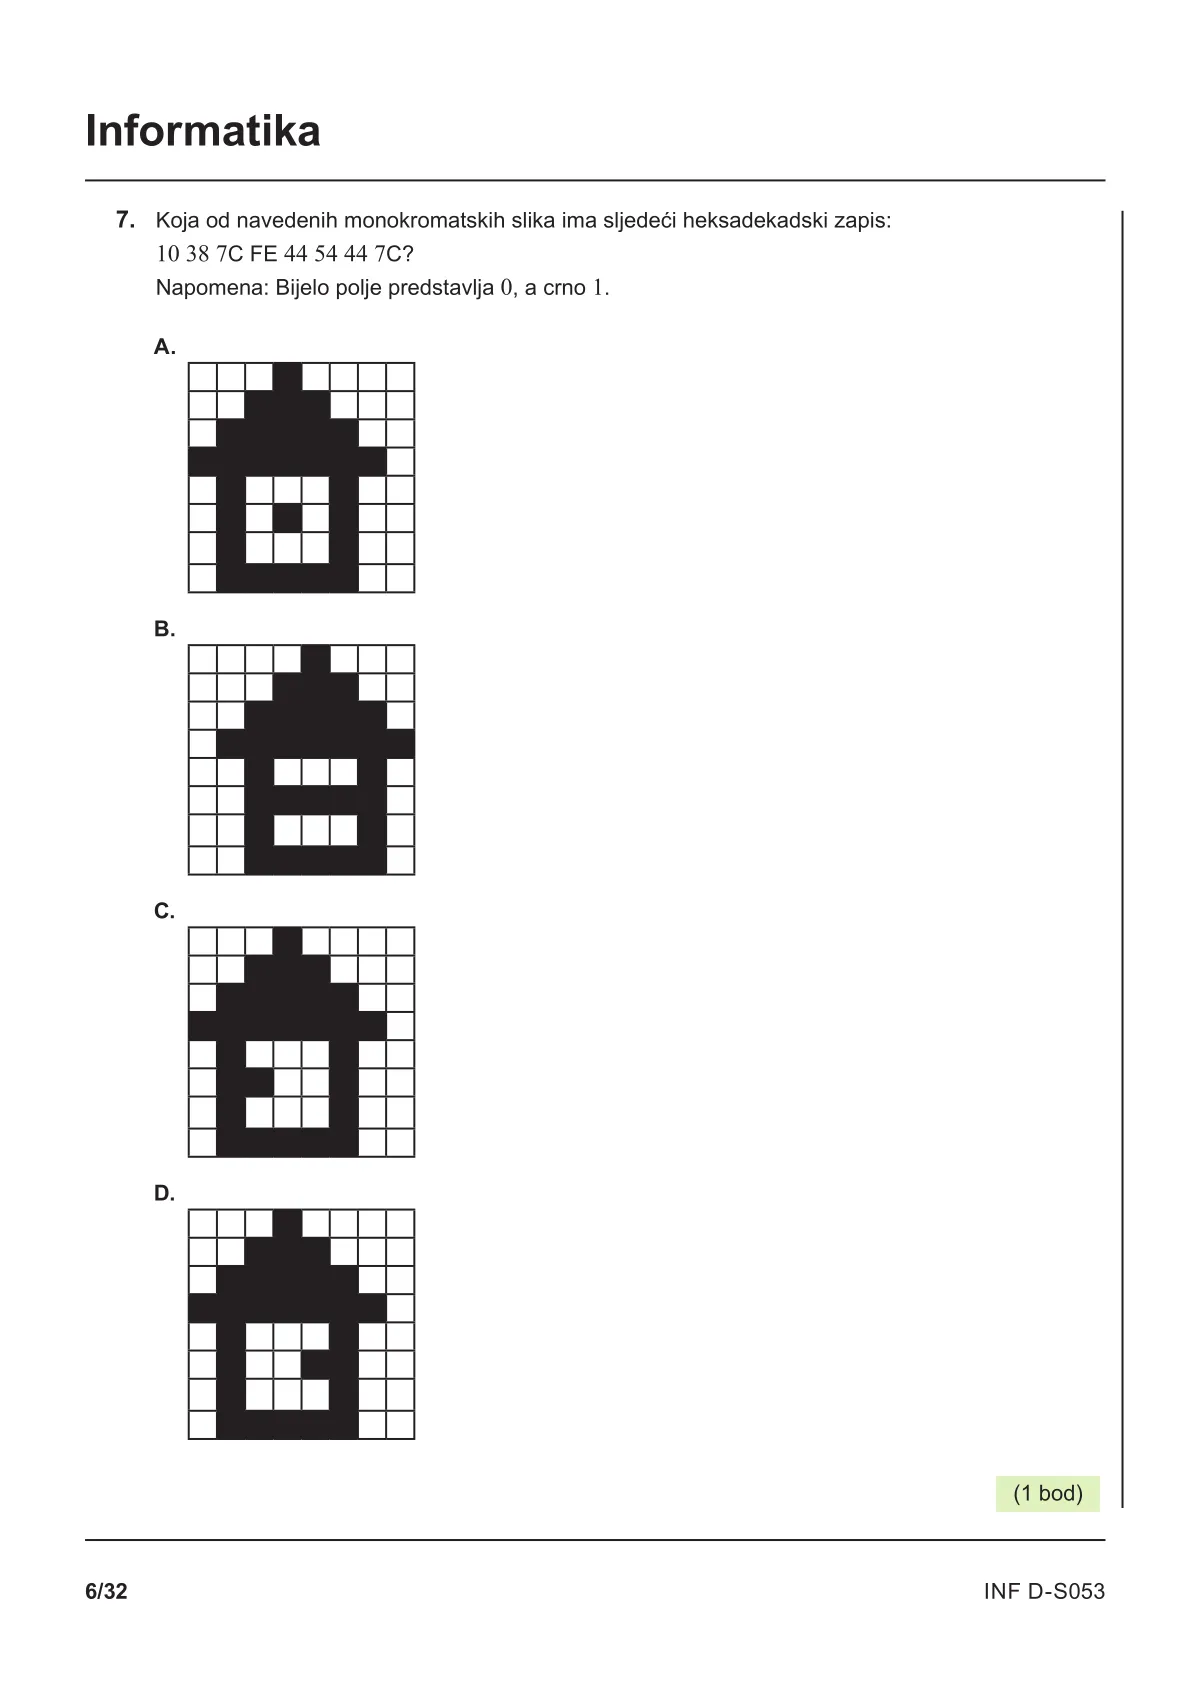 Informatika
7. Koja od navedenih monokromatskih slika ima sljedeći heksadekadski zapis:
10 38 7C FE 44 54 44 7C?
Napomena: Bijelo polje predstavlja 0, a crno 1.
A.
B.
C.
D.
(1 bod)
6/32
INF D-S053